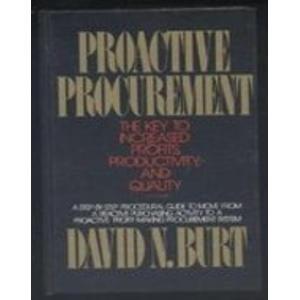 PROACTIVE
PROCUREMENT
THE KEY TO
INCREASED
PROFITS,
PRODUCTIVITY,
AND
QUALITY
A STEP-BY-STEP PROCEDURAL GUIDE TO MOVE FROM
A REACTIVE PURCHASING ACTIVITY TO A
PROACTIVE PROFIT-MAKING PROCUREMENT SYSTEM
DAVID N. BURT